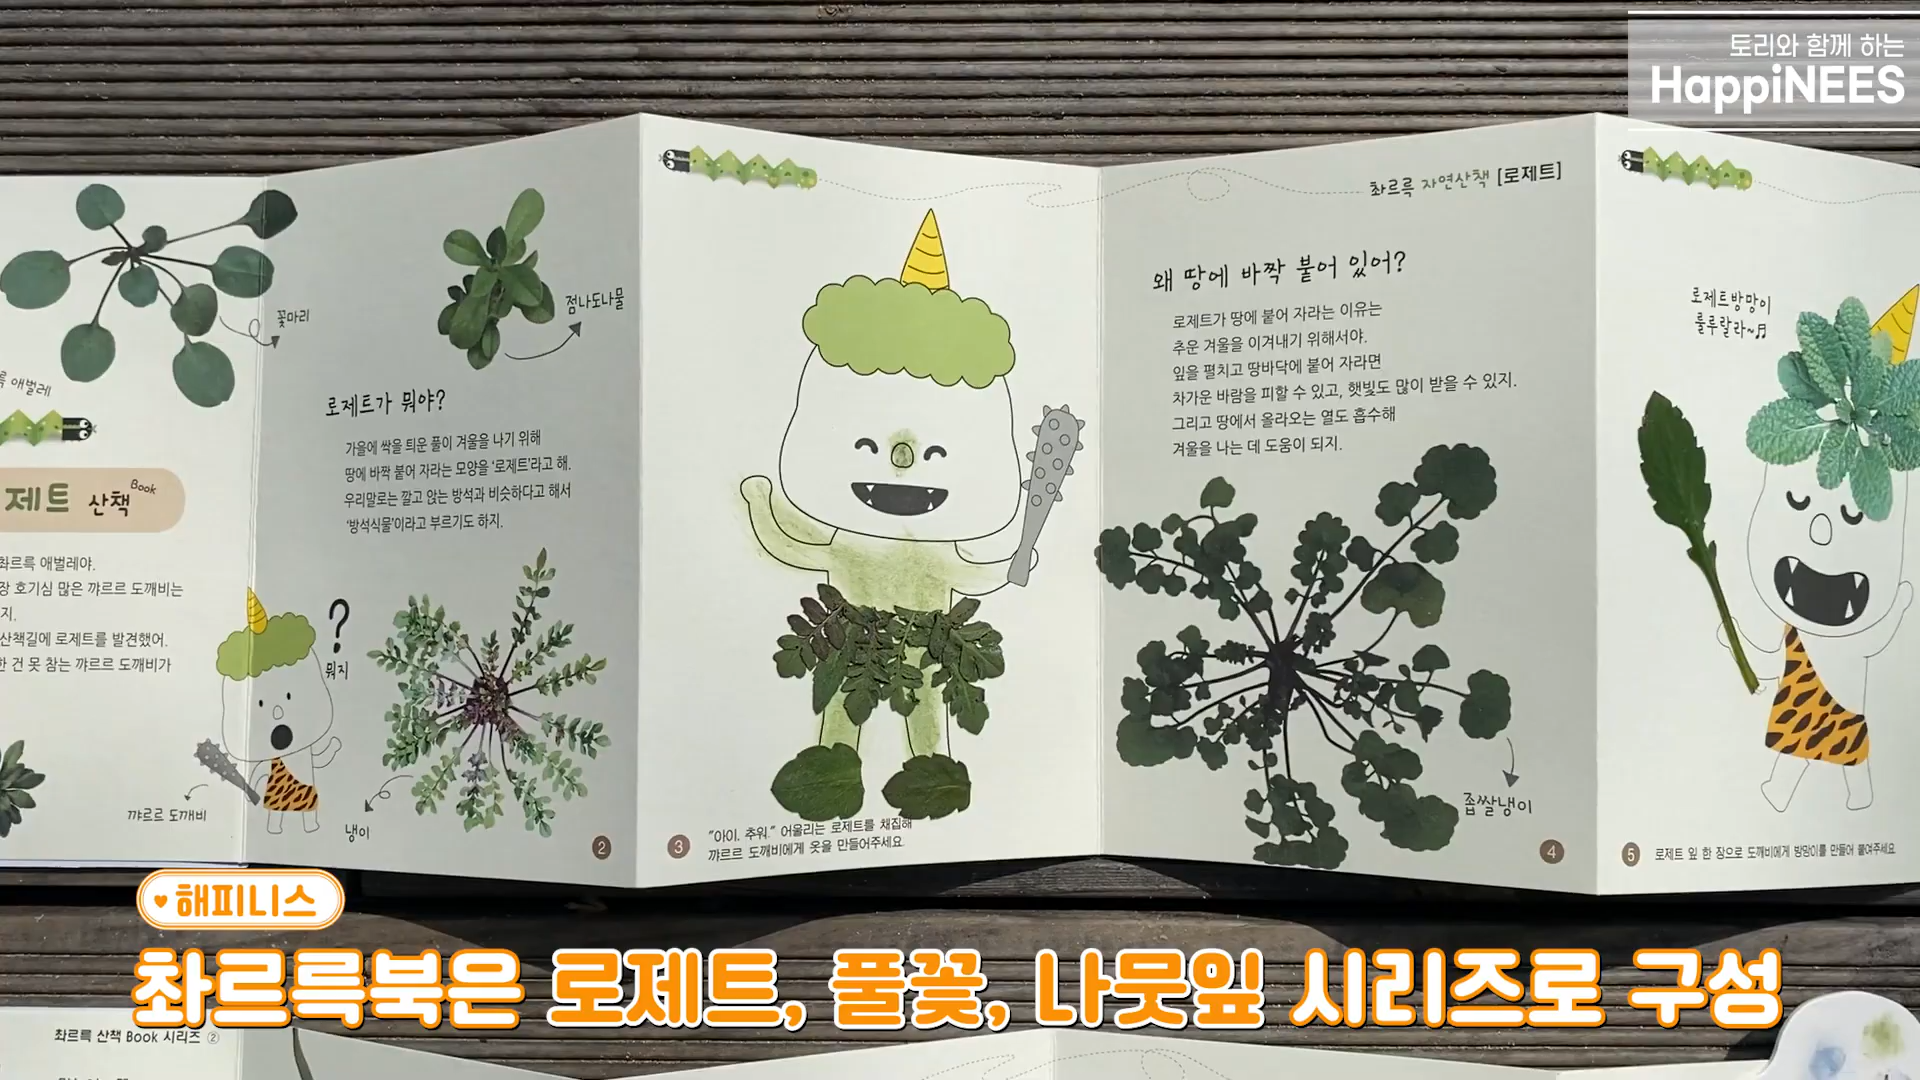 토리와 함께 하는
HappiNEES
꽃마리
애벌레
제트 산책 Book
촤르륵 애벌레야.
장 호기심 많은 꺄르르 도깨비는
지.
산책길에 로제트를 발견했어.
한 건 못 참는 꺄르르 도깨비가
꺄르르 도깨비
점나도나물
로제트가 뭐야?
가을에 싹을 틔운 풀이 겨울을 나기 위해
땅에 바짝 붙어 자라는 모양을 '로제트'라고 해.
우리말로는 깔고 앉는 방석과 비슷하다고 해서
'방석식물'이라고 부르기도 하지.
?
뭐지
냉이
2
3
"아이. 추워." 어울리는 로제트를 채집해
꺄르르 도깨비에게 옷을 만들어주세요.
촤르륵 자연산책 [로제트]
왜 땅에 바짝 붙어 있어?
로제트가 땅에 붙어 자라는 이유는
추운 겨울을 이겨내기 위해서야.
잎을 펼치고 땅바닥에 붙어 자라면
차가운 바람을 피할 수 있고, 햇빛도 많이 받을 수 있지.
그리고 땅에서 올라오는 열도 흡수해
겨울을 나는 데 도움이 되지.
좁쌀냉이
4
로제트방망이
룰루랄라~♬
5
로제트 잎 한 장으로 도깨비에게 방망이를 만들어 붙여주세요
해피니스
촤르륵북은 로제트, 풀꽃, 나뭇잎 시리즈로 구성
촤르륵 산책 Book 시리즈 ②